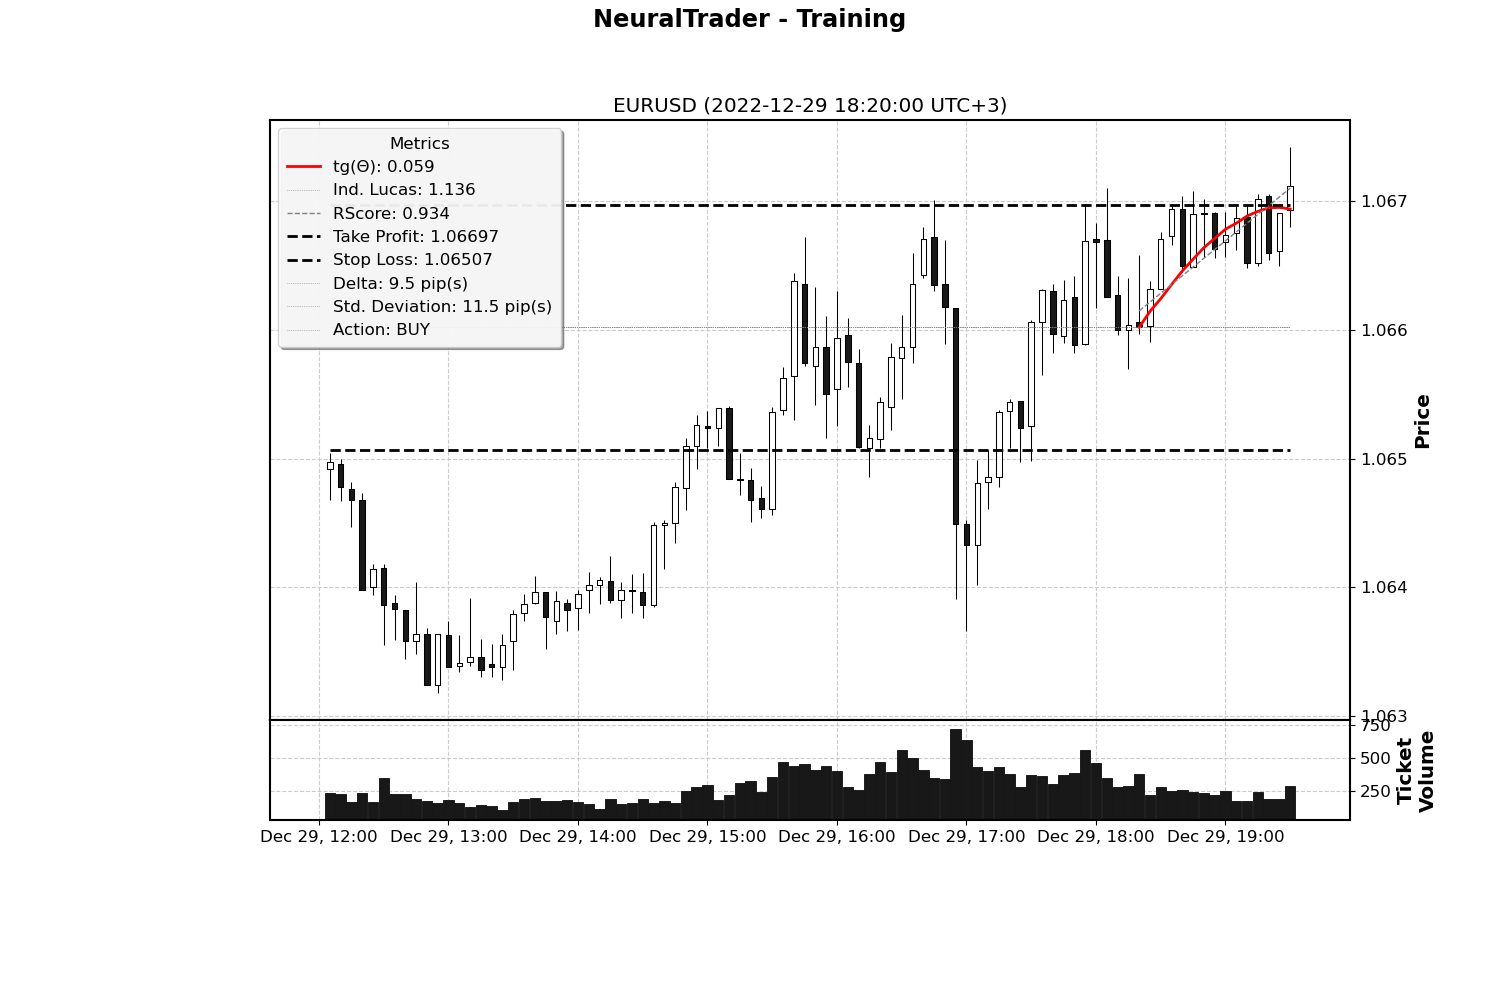 NeuralTrader - Training
EURUSD (2022-12-29 18:20:00 UTC+3)
Metrics
tg(Θ): 0.059
Ind. Lucas: 1.136
RScore: 0.934
Take Profit: 1.06697
Stop Loss: 1.06507
Delta: 9.5 pip(s)
Std. Deviation: 11.5 pip(s)
Action: BUY
1.067
1.066
1.065
1.064
1.063
Price
750
500
250
Ticket
Volume
Dec 29, 12:00 Dec 29, 13:00 Dec 29, 14:00 Dec 29, 15:00 Dec 29, 16:00 Dec 29, 17:00 Dec 29, 18:00 Dec 29, 19:00